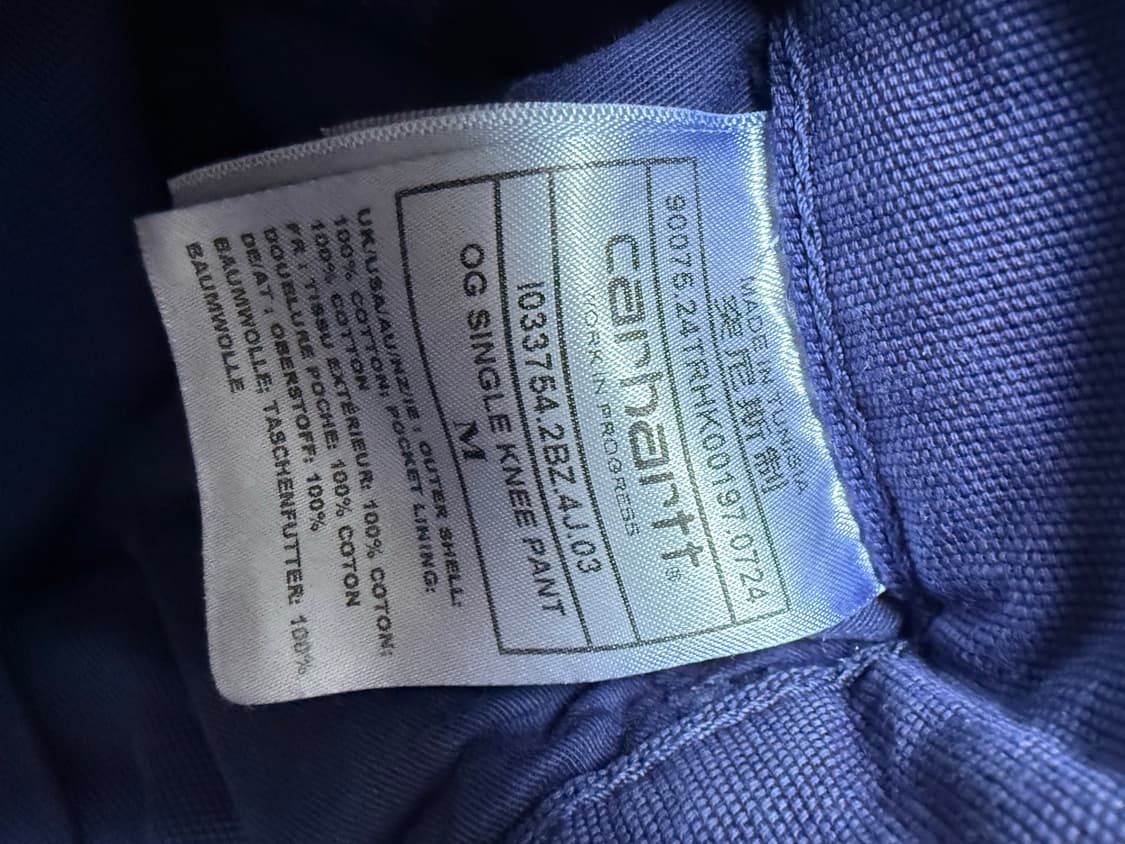 MADE IN TUNISIA
突尼斯制
90075.24TRHK00197.0724
carhartt
WORK IN PROGRESS
I033754.2BZ.4J.03
OG SINGLE KNEE PANT
M
UK/USA/AU/NZ/IE : OUTER SHELL:
100% COTTON; POCKET LINING:
100% COTTON
FR : TISSU EXTÉRIEUR: 100% COTON;
DOUBLURE POCHE: 100% COTON
DE/AT : OBERSTOFF: 100%
BAUMWOLLE; TASCHENFUTTER: 100%
BAUMWOLLE